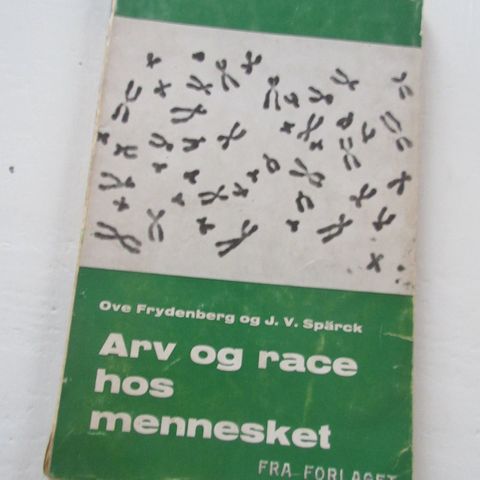 Ove Frydenberg og J. V. Spärck
Arv og race
hos
mennesket
FRA FORLAGET